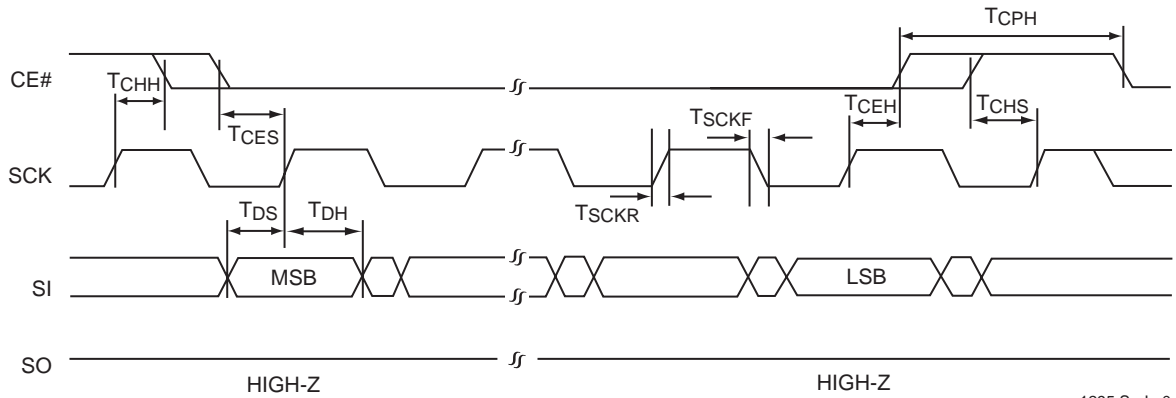 TCPH
CE#
TCHH
TCES
TSCKF
TCEH
TCHS
SCK
TSCKR
TDS
TDH
SI
MSB
LSB
SO
HIGH-Z
HIGH-Z